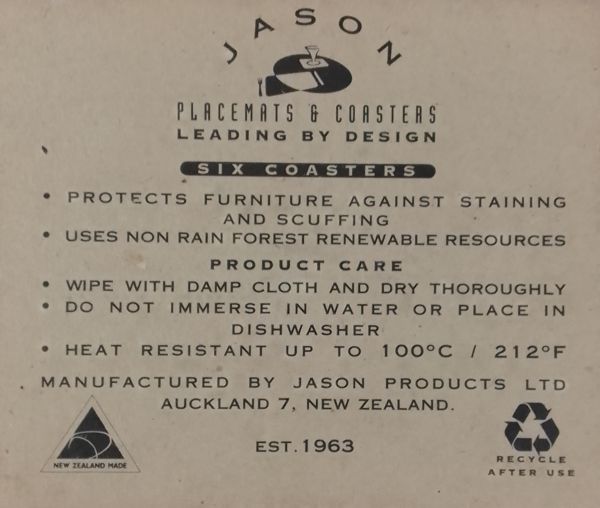 JASON
PLACEMATS & COASTERS
LEADING BY DESIGN
SIX COASTERS
• PROTECTS FURNITURE AGAINST STAINING
AND SCUFFING
• USES NON RAIN FOREST RENEWABLE RESOURCES
PRODUCT CARE
• WIPE WITH DAMP CLOTH AND DRY THOROUGHLY
• DO NOT IMMERSE IN WATER OR PLACE IN
DISHWASHER
• HEAT RESISTANT UP TO 100°C / 212°F
MANUFACTURED BY JASON PRODUCTS LTD
AUCKLAND 7, NEW ZEALAND.
EST.1963
NEW ZEALAND MADE
RECYCLE
AFTER USE